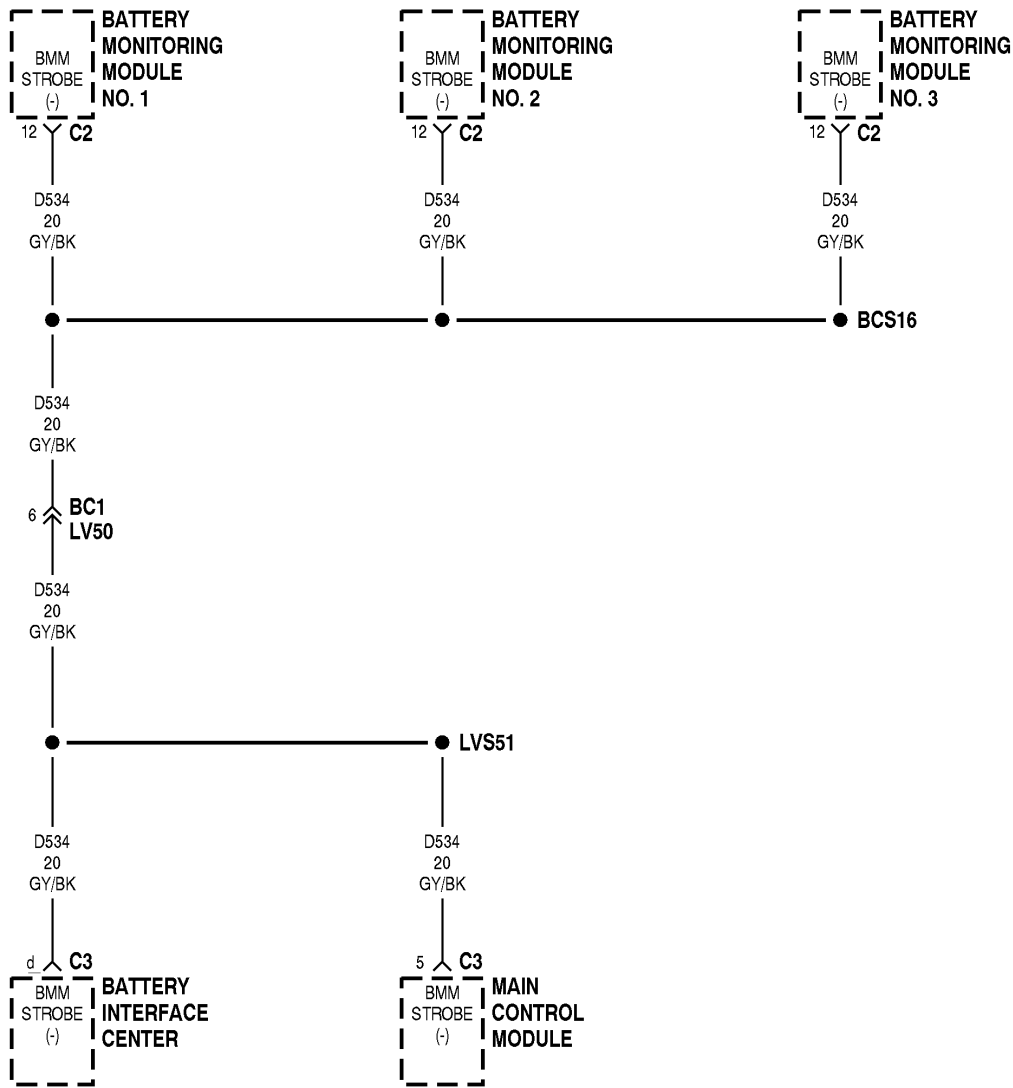 BMM
STROBE
(-)
BATTERY
MONITORING
MODULE
NO. 1
12
C2
BMM
STROBE
(-)
BATTERY
MONITORING
MODULE
NO. 2
12
C2
BMM
STROBE
(-)
BATTERY
MONITORING
MODULE
NO. 3
12
C2
D534
20
GY/BK
D534
20
GY/BK
D534
20
GY/BK
BCS16
D534
20
GY/BK
6
BC1
LV50
D534
20
GY/BK
LVS51
D534
20
GY/BK
D534
20
GY/BK
d_
C3
BMM
STROBE
(-)
BATTERY
INTERFACE
CENTER
5
C3
BMM
STROBE
(-)
MAIN
CONTROL
MODULE